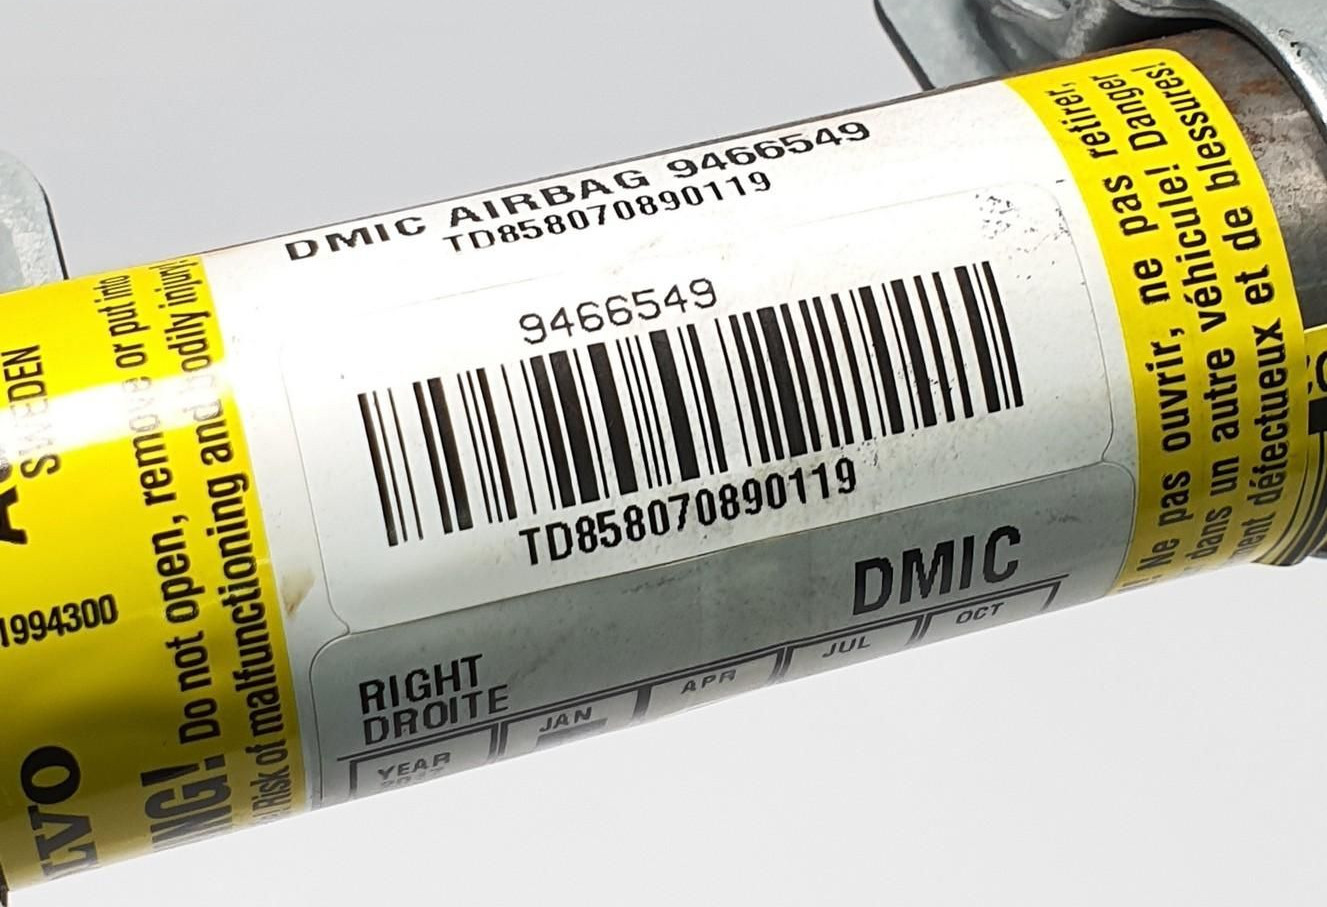 DMIC AIRBAG 9466549
TD858070890119
9466549
TD858070890119
DMIC
RIGHT
DROITE
YEAR JAN APR JUL OCT
SWEDEN
1994300
Do not open, remove or put into
Risk of malfunctioning and bodily injury!
Ne pas ouvrir, ne pas retirer,
dans un autre véhicule! Danger
défectueux et de blessures!